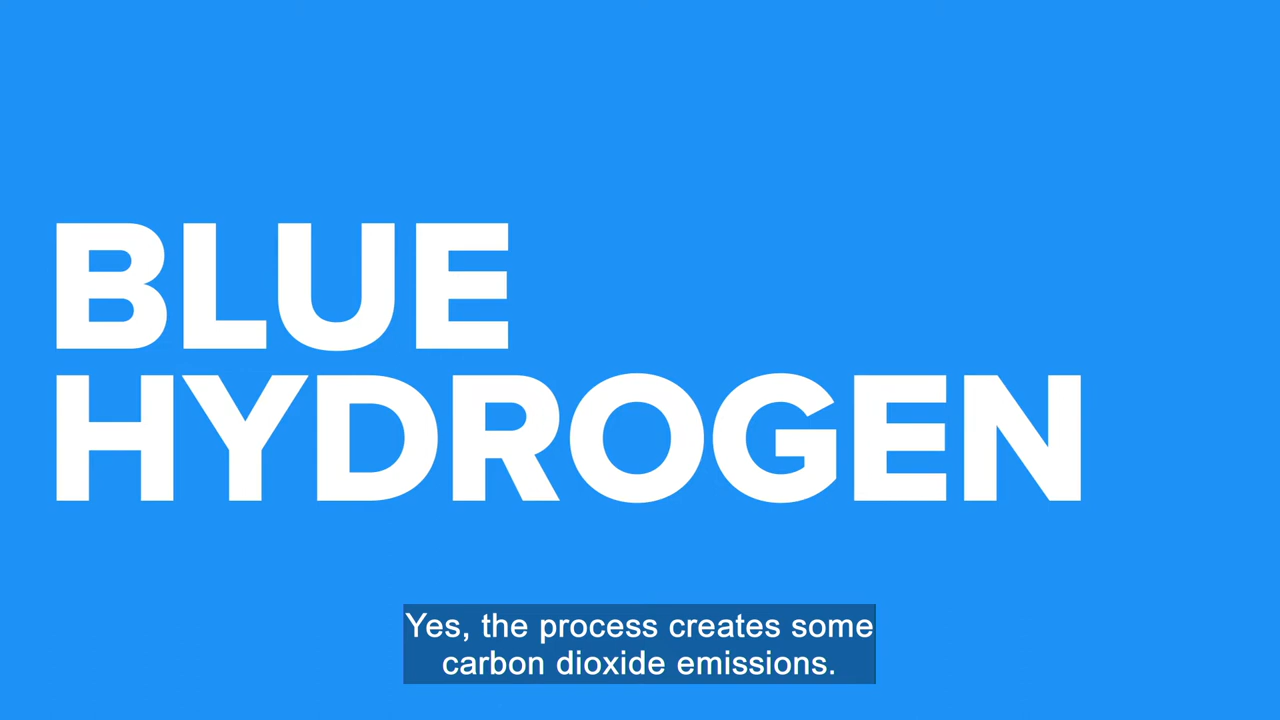 BLUE
HYDROGEN
Yes, the process creates some
carbon dioxide emissions.